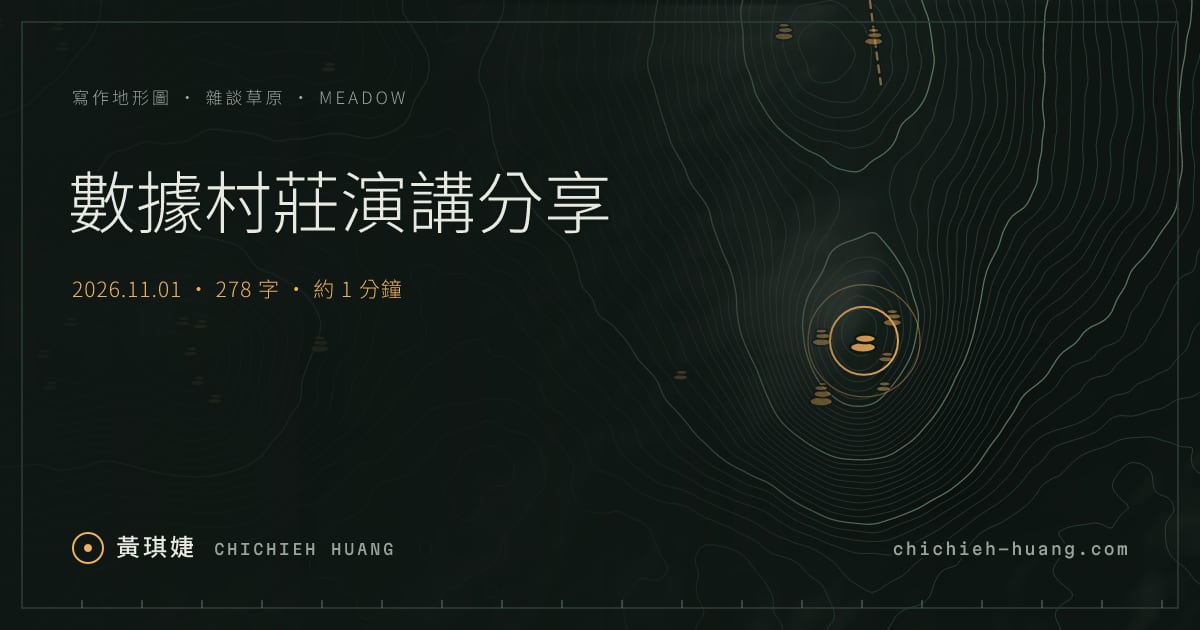 寫作地形圖 · 雜談草原 · MEADOW
數據村莊演講分享
2026.11.01 · 278 字 · 約 1 分鐘
黃琪婕 CHICHIEH HUANG
chichieh-huang.com